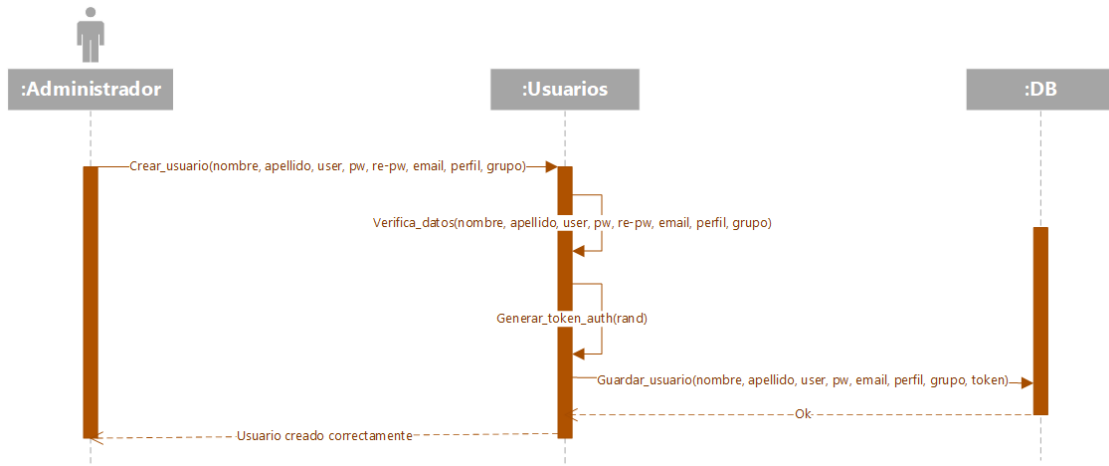 :Administrador
:Usuarios
:DB
Crear_usuario(nombre, apellido, user, pw, re-pw, email, perfil, grupo)
Verifica_datos(nombre, apellido, user, pw, re-pw, email, perfil, grupo)
Generar_token_auth(rand)
Guardar_usuario(nombre, apellido, user, pw, email, perfil, grupo, token)
Ok
Usuario creado correctamente